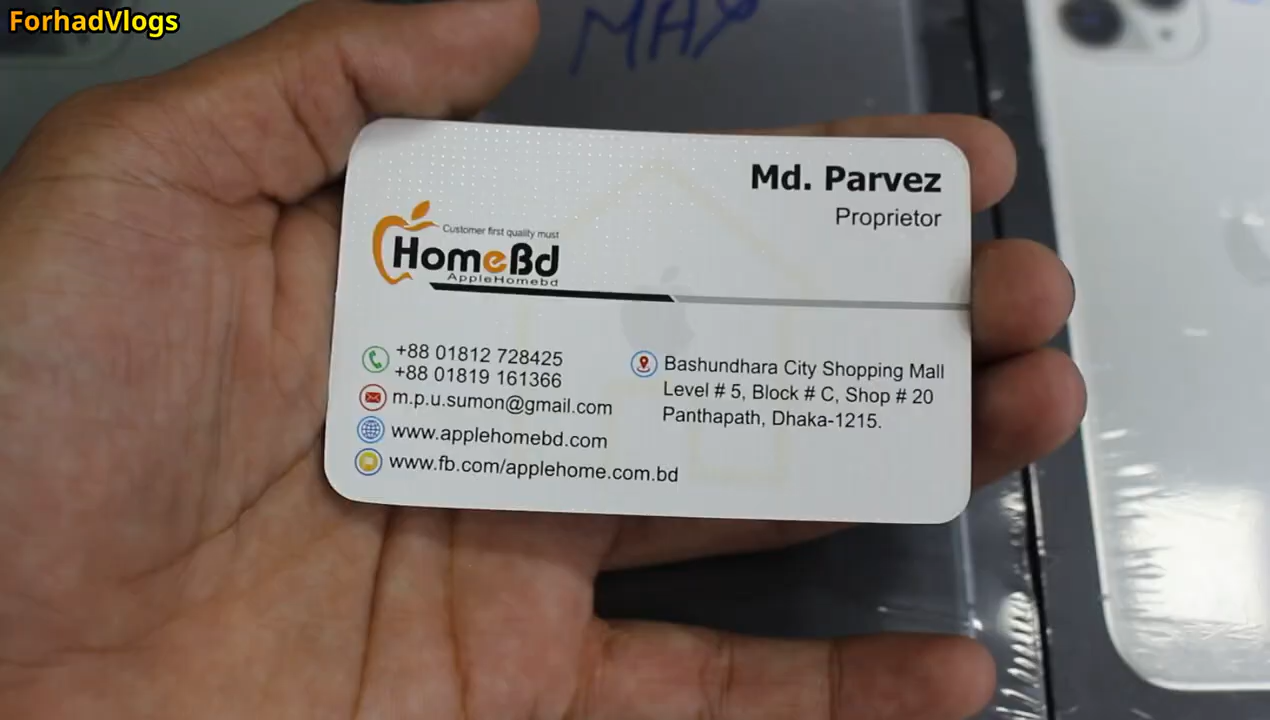 ForhadVlogs
MAX
Md. Parvez
Proprietor
Customer first quality must
HomeBd
AppleHomebd
+88 01812 728425
+88 01819 161366
m.p.u.sumon@gmail.com
www.applehomebd.com
www.fb.com/applehome.com.bd
Bashundhara City Shopping Mall
Level # 5, Block # C, Shop # 20
Panthapath, Dhaka-1215.